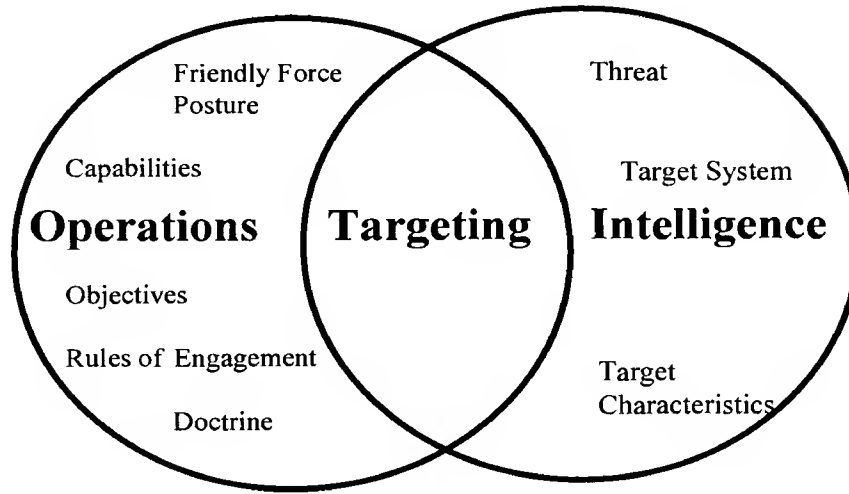 Friendly Force
Posture
Capabilities
Operations
Objectives
Rules of Engagement
Doctrine
Targeting
Threat
Target System
Intelligence
Target
Characteristics